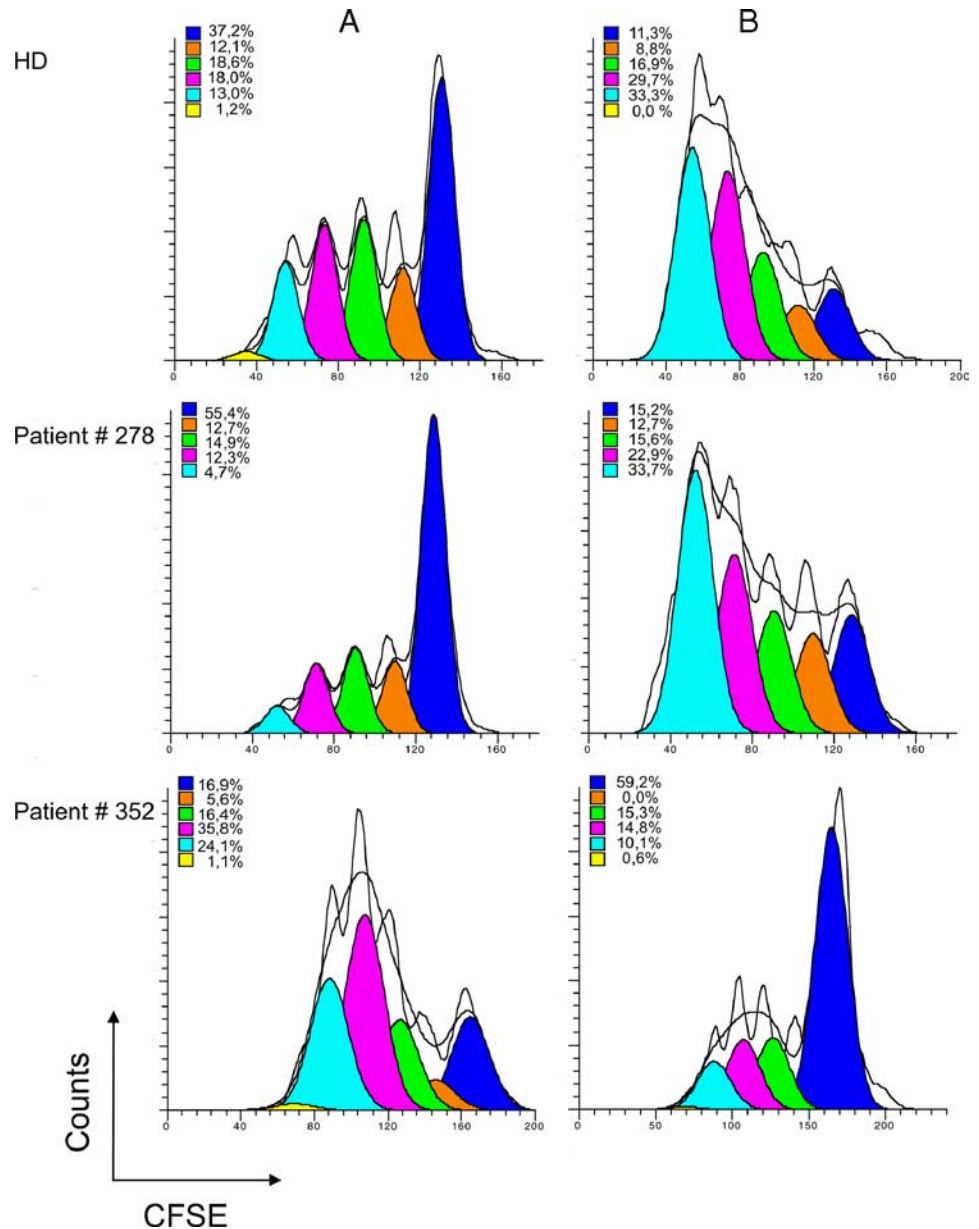 A
B
HD
37,2%
12,1%
18,6%
18,0%
13,0%
1,2%
0 40 80 120 160
11,3%
8,8%
16,9%
29,7%
33,3%
0,0 %
0 40 80 120 160 200
Patient # 278
55,4%
12,7%
14,9%
12,3%
4,7%
0 40 80 120 160
15,2%
12,7%
15,6%
22,9%
33,7%
0 40 80 120 160
Patient # 352
16,9%
5,6%
16,4%
35,8%
24,1%
1,1%
0 40 80 120 160 200
59,2%
0,0%
15,3%
14,8%
10,1%
0,6%
50 100 150 200
Counts
CFSE